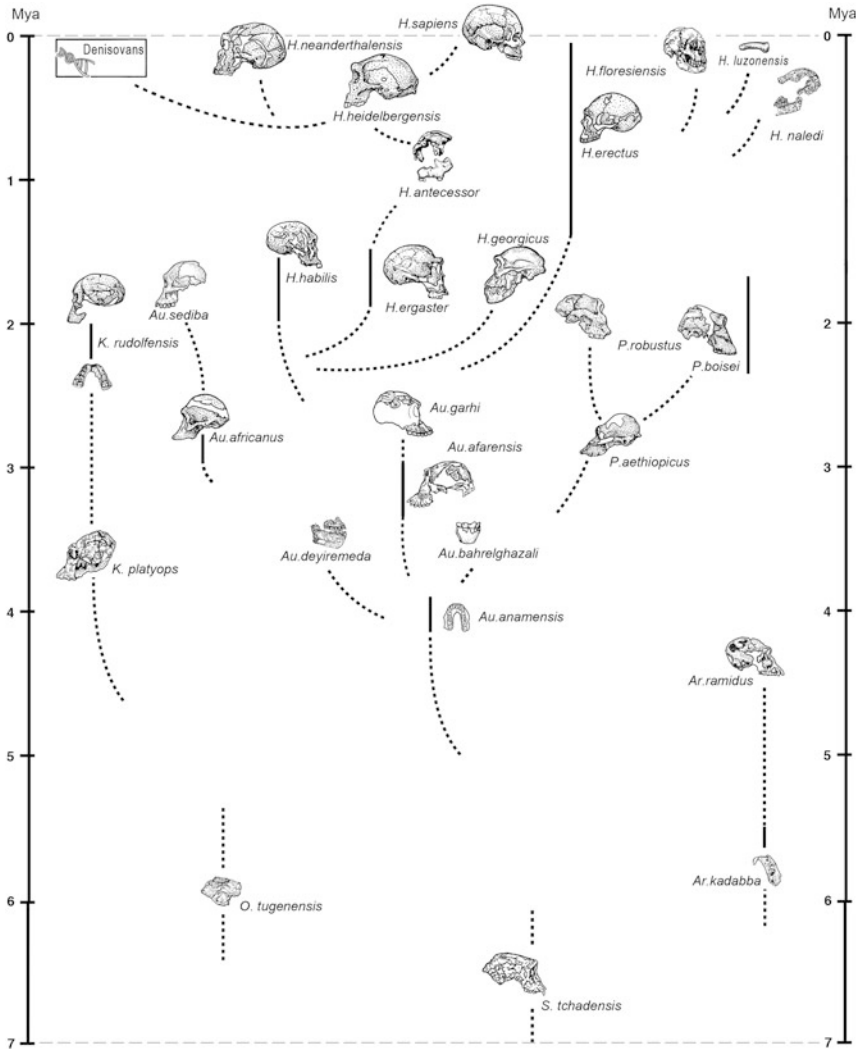 Mya
Mya
0
0
Denisovans
H.neanderthalensis
H.sapiens
H.floresiensis
H. luzonensis
H.heidelbergensis
H. naledi
H.erectus
1
1
H.antecessor
H.georgicus
H.habilis
H.ergaster
Au.sediba
2
2
K. rudolfensis
P.robustus
P.boisei
Au.garhi
Au.africanus
Au.afarensis
P.aethiopicus
3
3
Au.deyiremeda
Au.bahrelghazali
K. platyops
4
4
Au.anamensis
Ar.ramidus
5
5
Ar.kadabba
6
6
O. tugenensis
S. tchadensis
7
7